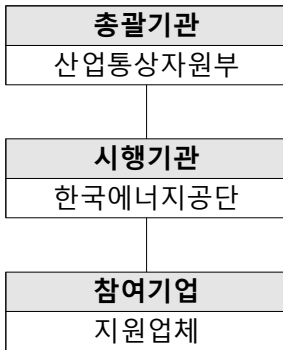 총괄기관
산업통상자원부
시행기관
한국에너지공단
참여기업
지원업체